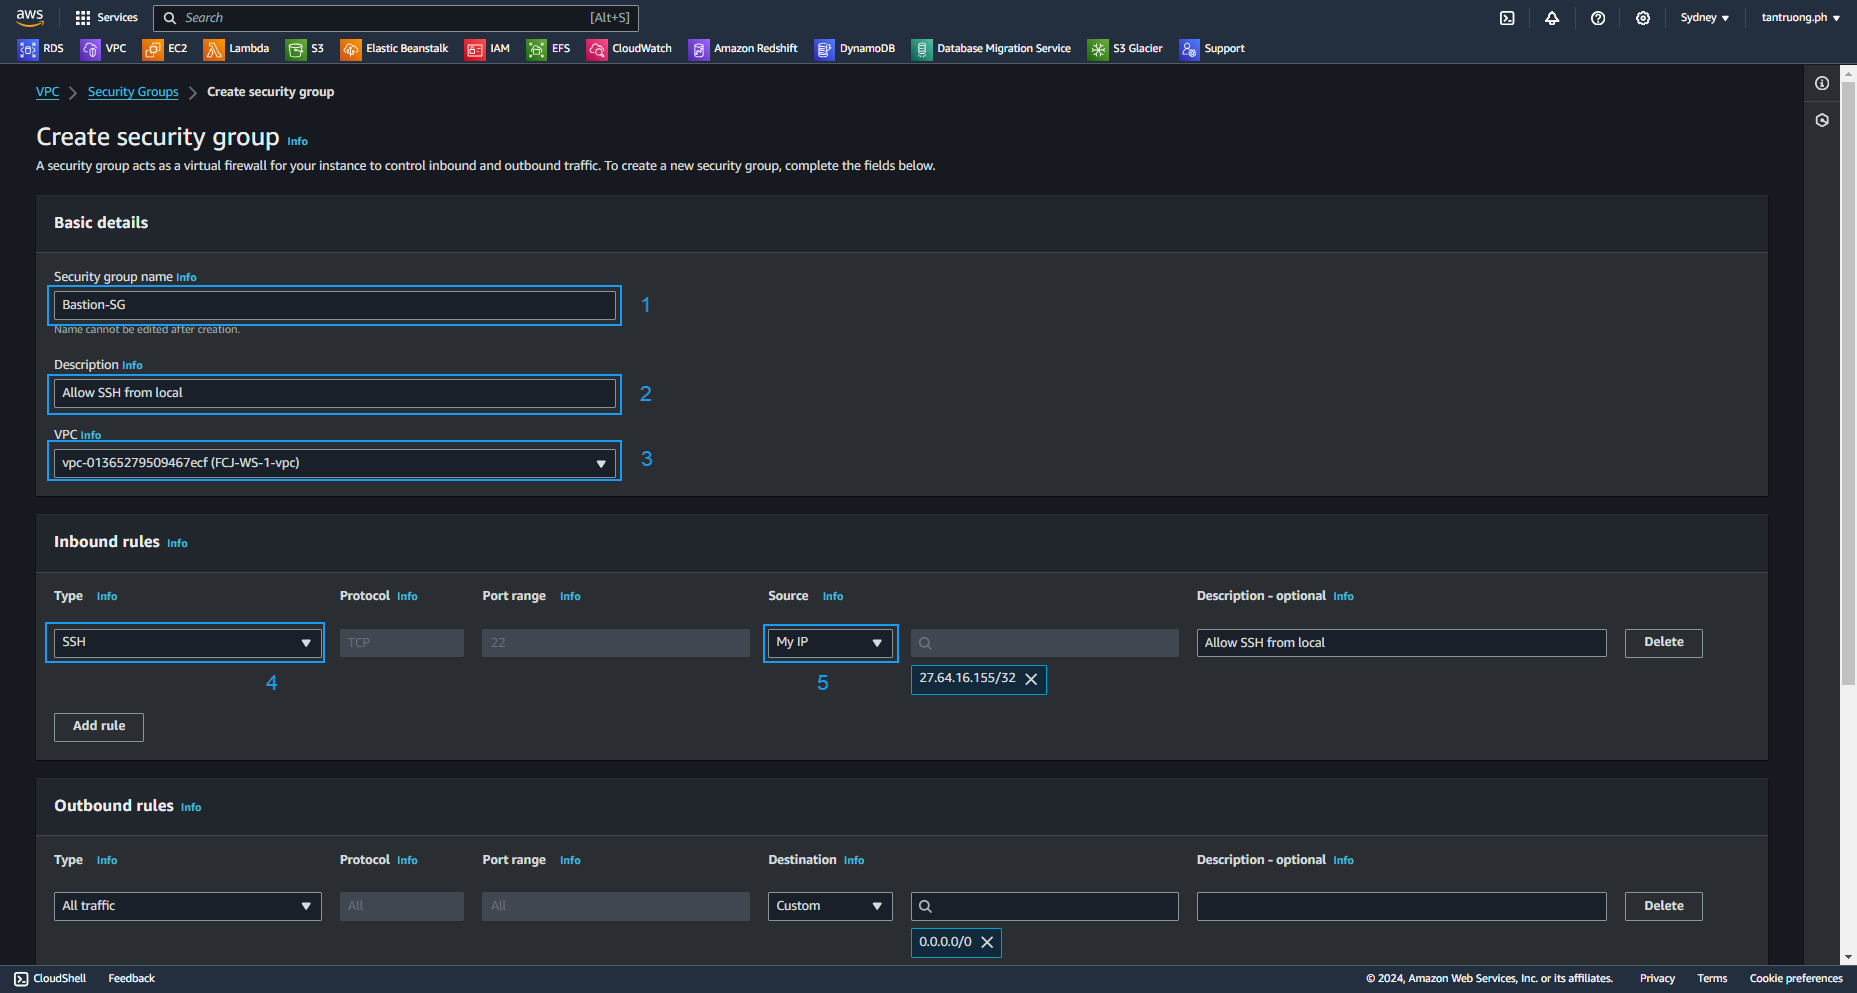 aws
Services
Search [Alt+S]
Sydney
tantruong.ph
RDS VPC EC2 Lambda S3 Elastic Beanstalk IAM EFS CloudWatch Amazon Redshift DynamoDB Database Migration Service S3 Glacier Support
VPC Security Groups Create security group
Create security group Info
A security group acts as a virtual firewall for your instance to control inbound and outbound traffic. To create a new security group, complete the fields below.
Basic details
Security group name Info
Bastion-SG 1
Name cannot be edited after creation.
Description Info
Allow SSH from local 2
VPC Info
vpc-01365279509467ecf (FCJ-WS-1-vpc) 3
Inbound rules Info
Type Info Protocol Info Port range Info Source Info Description - optional Info
SSH TCP 22 My IP Allow SSH from local Delete
4 5 27.64.16.155/32
Add rule
Outbound rules Info
Type Info Protocol Info Port range Info Destination Info Description - optional Info
All traffic All All Custom Delete
0.0.0.0/0
CloudShell Feedback © 2024, Amazon Web Services, Inc. or its affiliates. Privacy Terms Cookie preferences